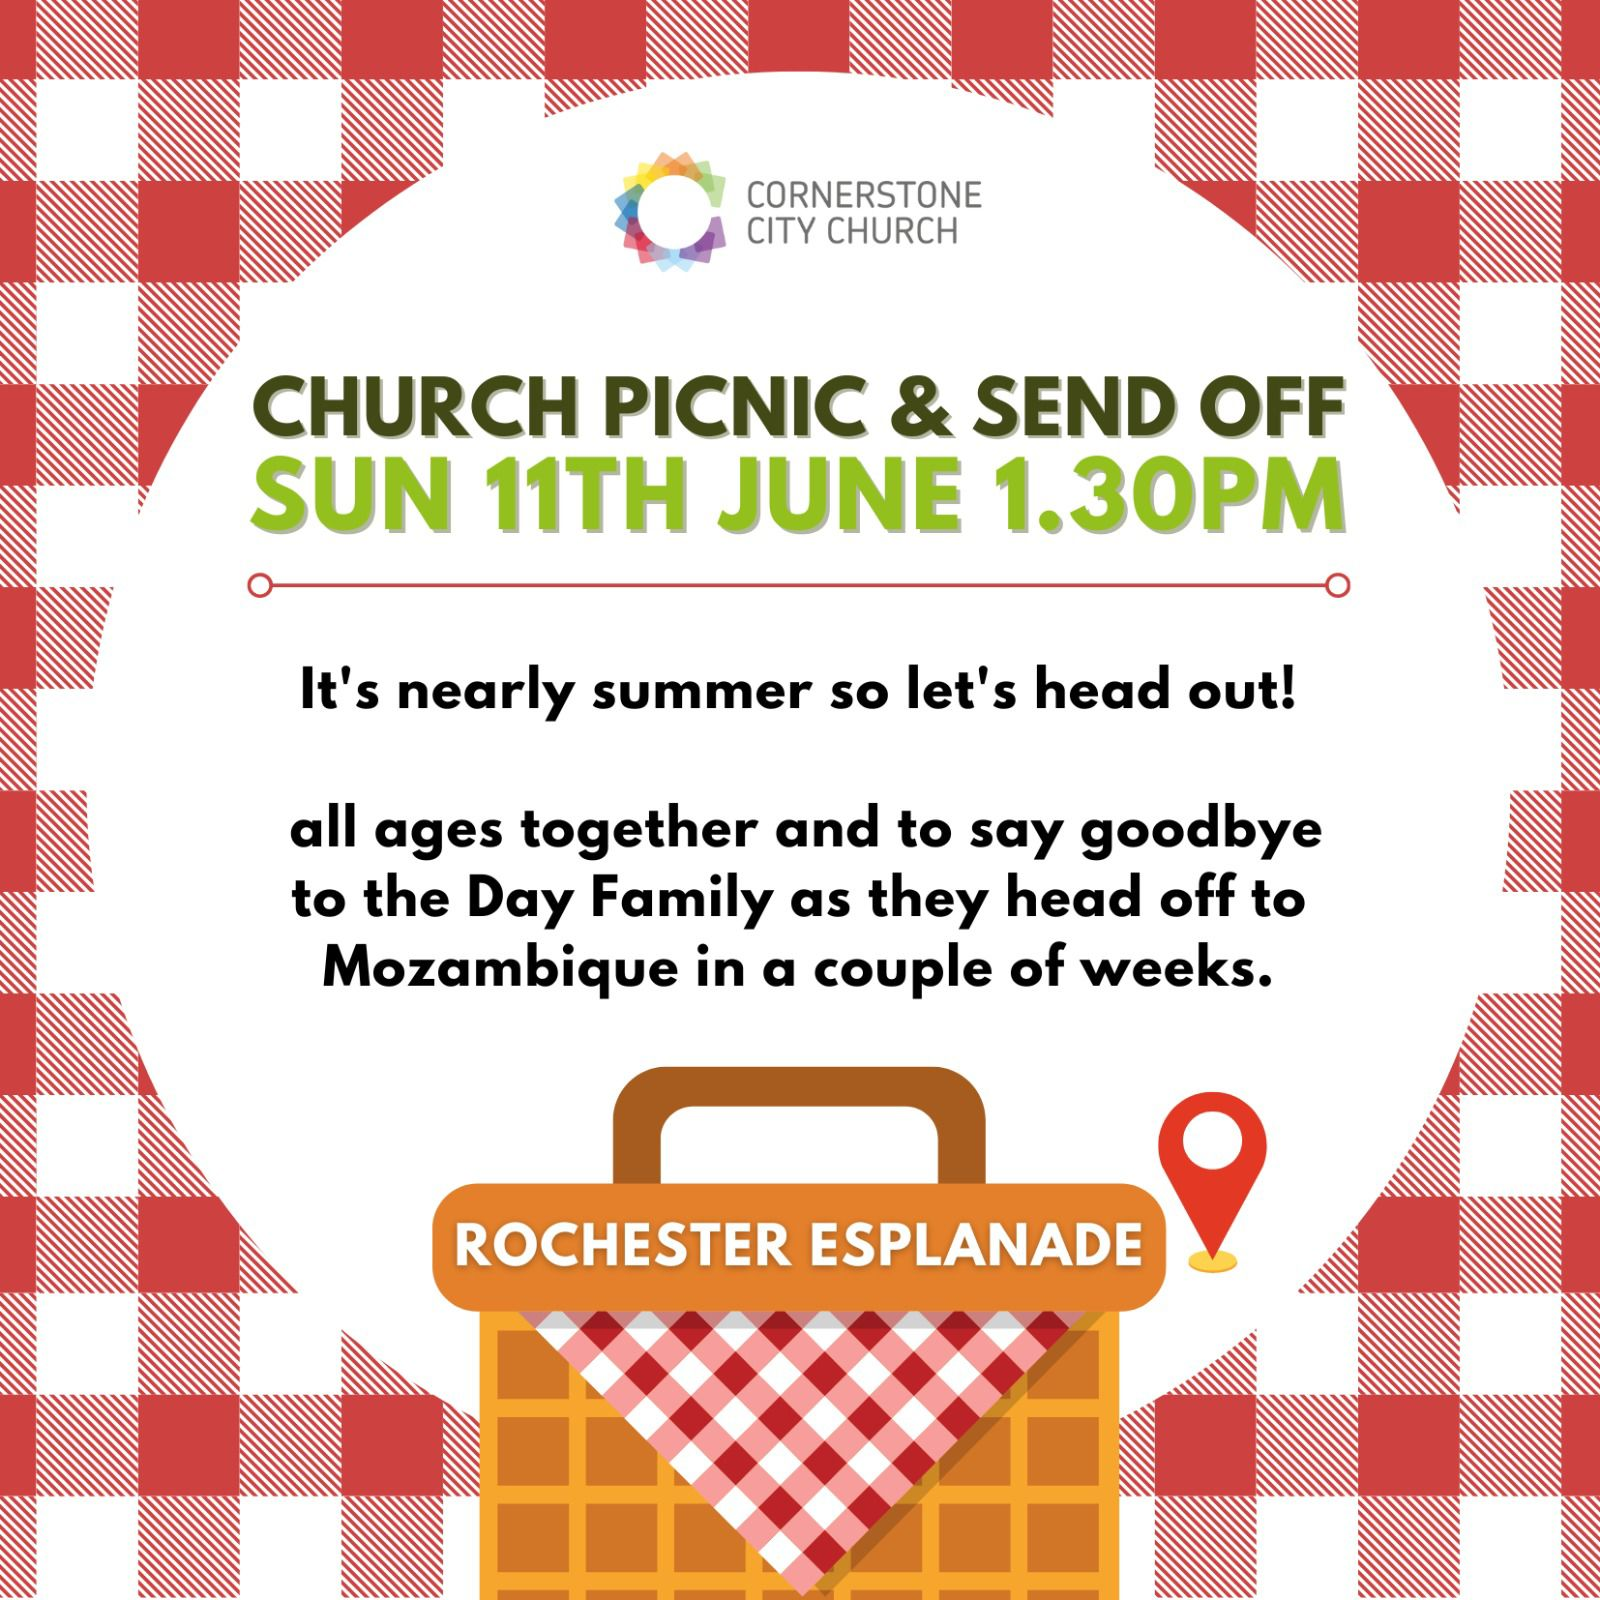 CORNERSTONE
CITY CHURCH
CHURCH PICNIC & SEND OFF
SUN 11TH JUNE 1.30PM
It's nearly summer so let's head out!
all ages together and to say goodbye
to the Day Family as they head off to
Mozambique in a couple of weeks.
ROCHESTER ESPLANADE